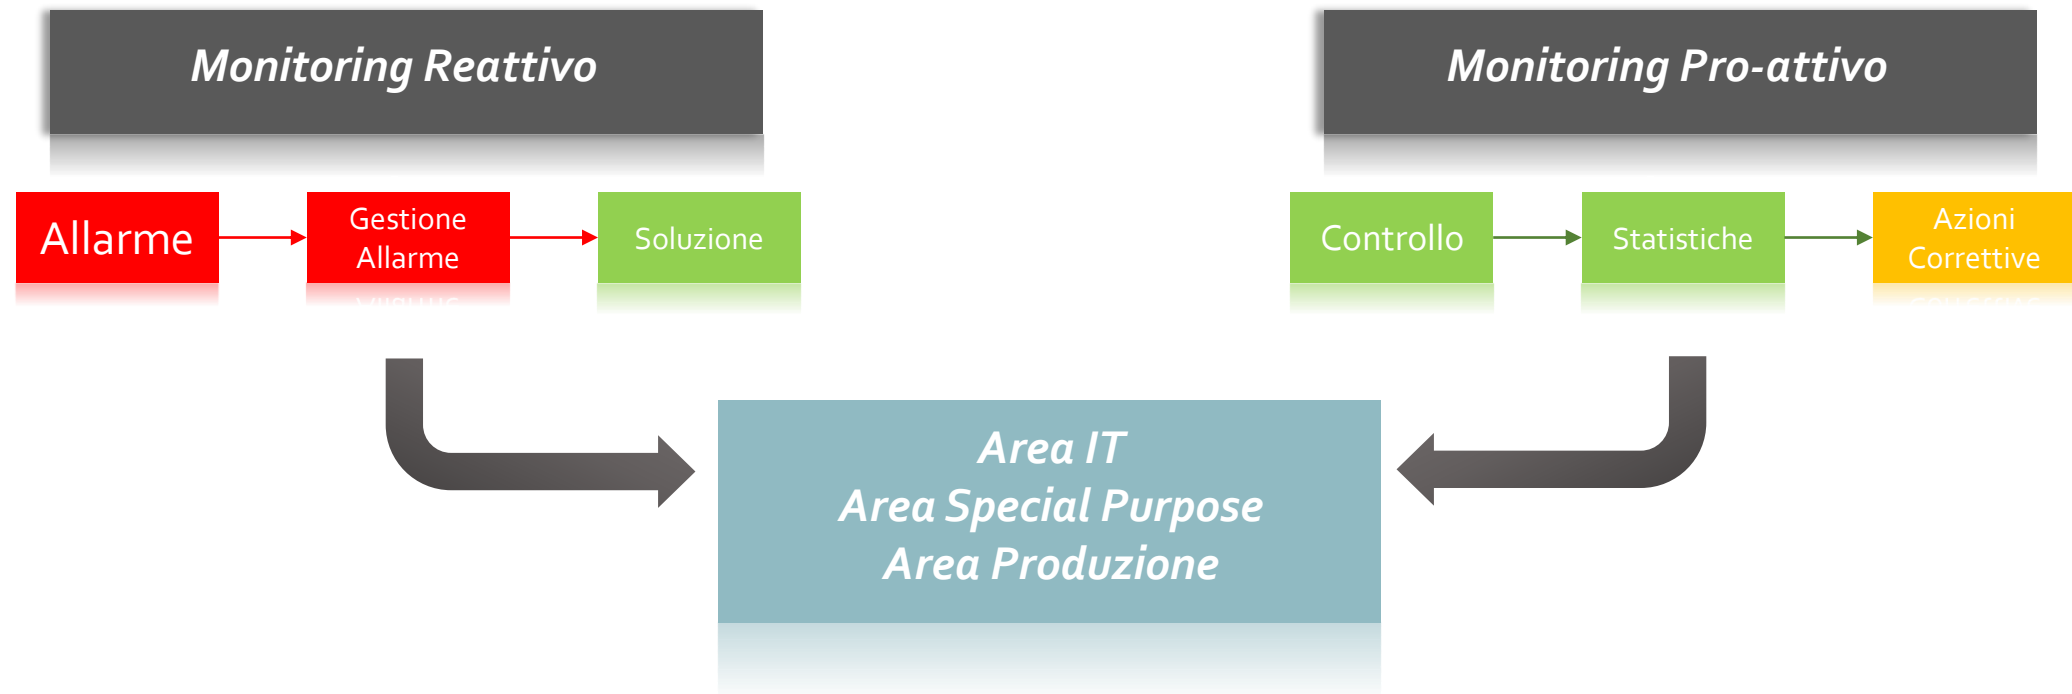 Monitoring Reattivo
Monitoring Pro-attivo
Allarme
Gestione
Allarme
Soluzione
Controllo
Statistiche
Azioni
Correttive
Area IT
Area Special Purpose
Area Produzione